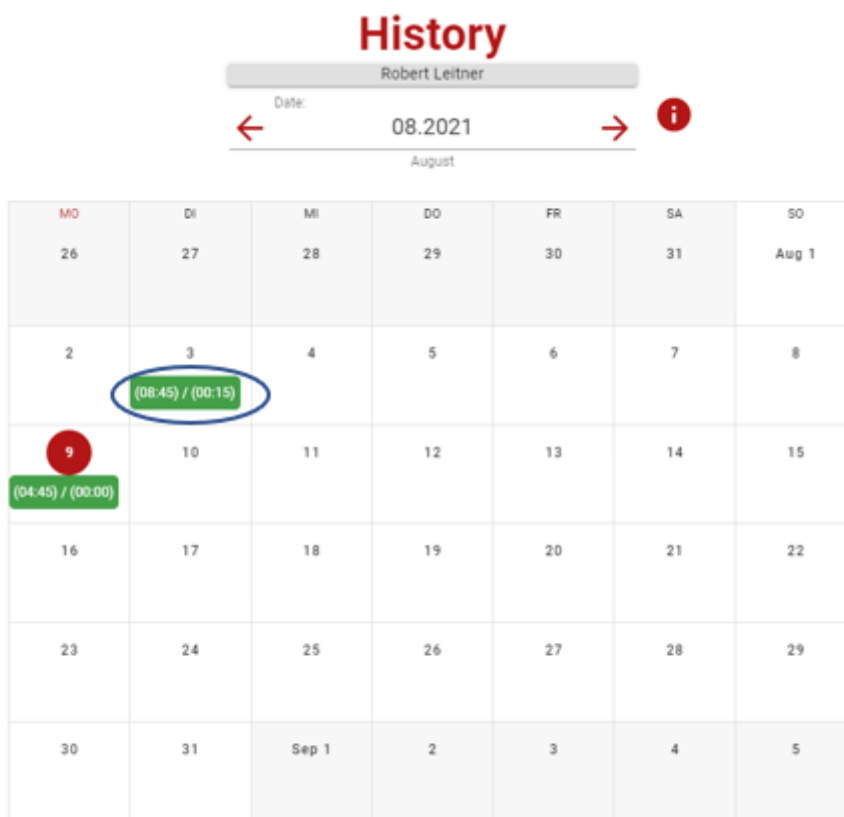 History
Robert Leitner
Date:
08.2021
August
MO DI MI DO FR SA SO
26 27 28 29 30 31 Aug 1
2 3 4 5 6 7 8
(08:45) / (00:15)
9 10 11 12 13 14 15
(04:45) / (00:00)
16 17 18 19 20 21 22
23 24 25 26 27 28 29
30 31 Sep 1 2 3 4 5